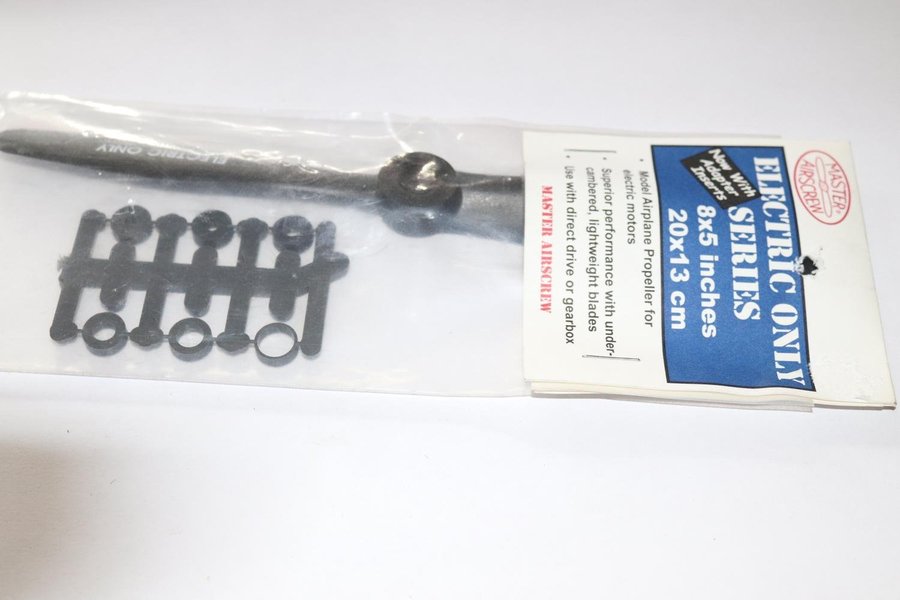 MASTER
AIRSCREW
ELECTRIC ONLY
SERIES
Now With
Adapter
Inserts
8x5 inches
20x13 cm
• Model Airplane Propeller for
electric motors
• Superior performance with under-
cambered, lightweight blades
• Use with direct drive or gearbox
MASTER AIRSCREW
ELECTRIC ONLY